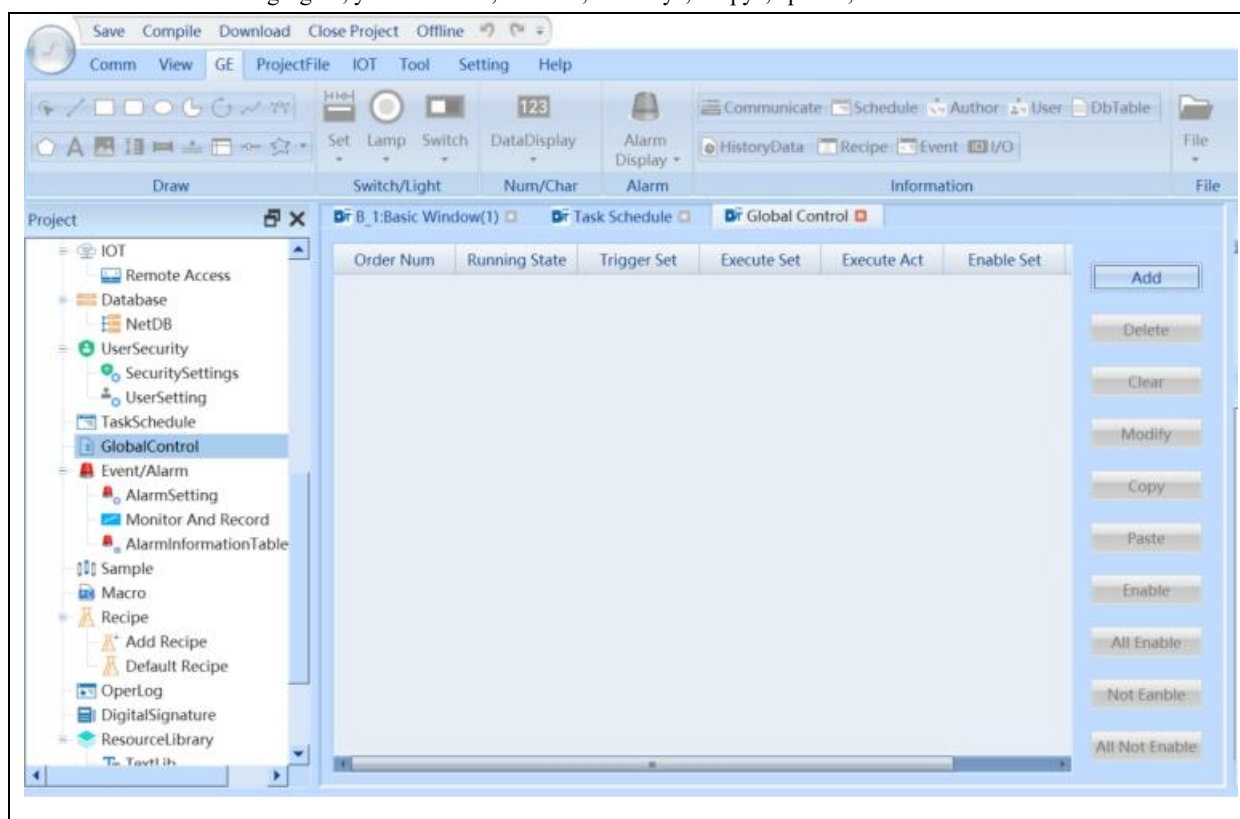 Save Compile Download Close Project Offline
Comm View GE ProjectFile IOT Tool Setting Help
Communicate Schedule Author User DbTable
Set Lamp Switch DataDisplay Alarm Display File
HistoryData Recipe Event I/O
Draw Switch/Light Num/Char Alarm Information File
Project
B_1:Basic Window(1) Task Schedule Global Control
Order Num Running State Trigger Set Execute Set Execute Act Enable Set
IOT
Remote Access
Database
NetDB
UserSecurity
SecuritySettings
UserSetting
TaskSchedule
GlobalControl
Event/Alarm
AlarmSetting
Monitor And Record
AlarmInformationTable
Sample
Macro
Recipe
Add Recipe
Default Recipe
OperLog
DigitalSignature
ResourceLibrary
TextLib
Add
Delete
Clear
Modify
Copy
Paste
Enable
All Enable
Not Eanble
All Not Enable